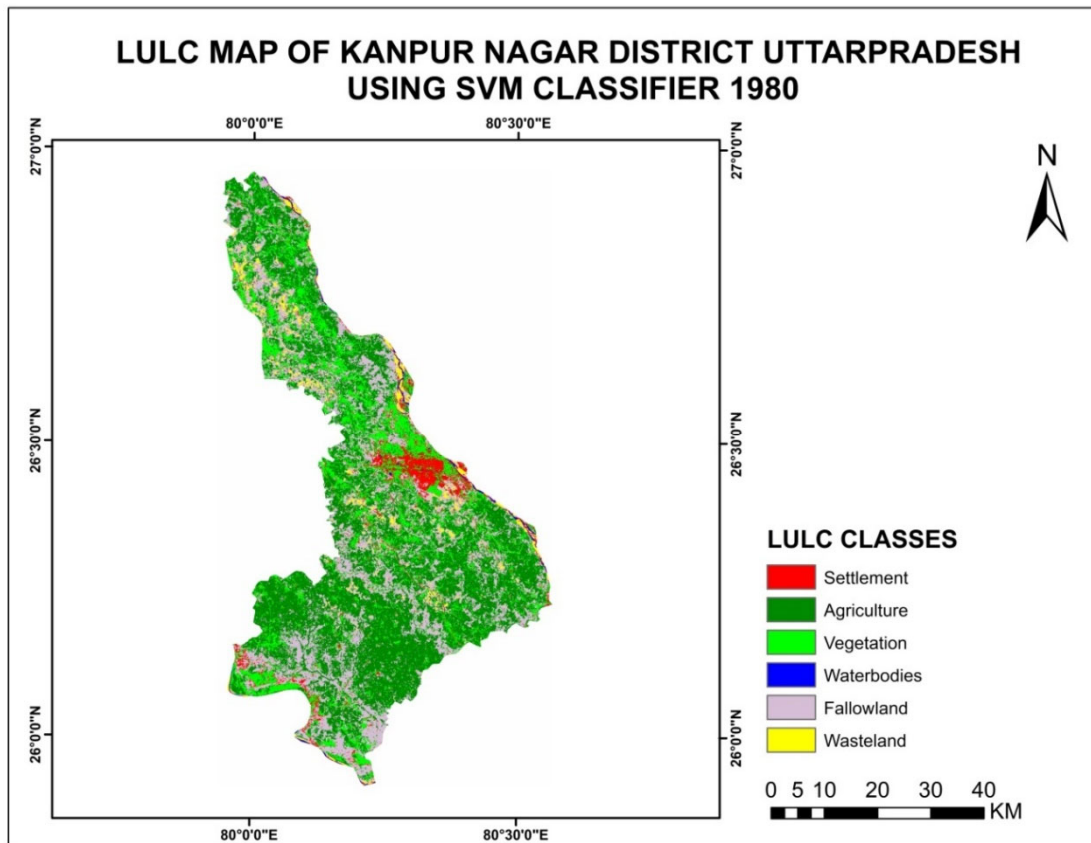 LULC MAP OF KANPUR NAGAR DISTRICT UTTARPRADESH
USING SVM CLASSIFIER 1980
80°0'0"E 80°30'0"E
27°0'0"N 27°0'0"N
N
26°30'0"N 26°30'0"N
LULC CLASSES
Settlement
Agriculture
Vegetation
Waterbodies
Fallowland
Wasteland
26°0'0"N 26°0'0"N
0 5 10 20 30 40
KM
80°0'0"E 80°30'0"E